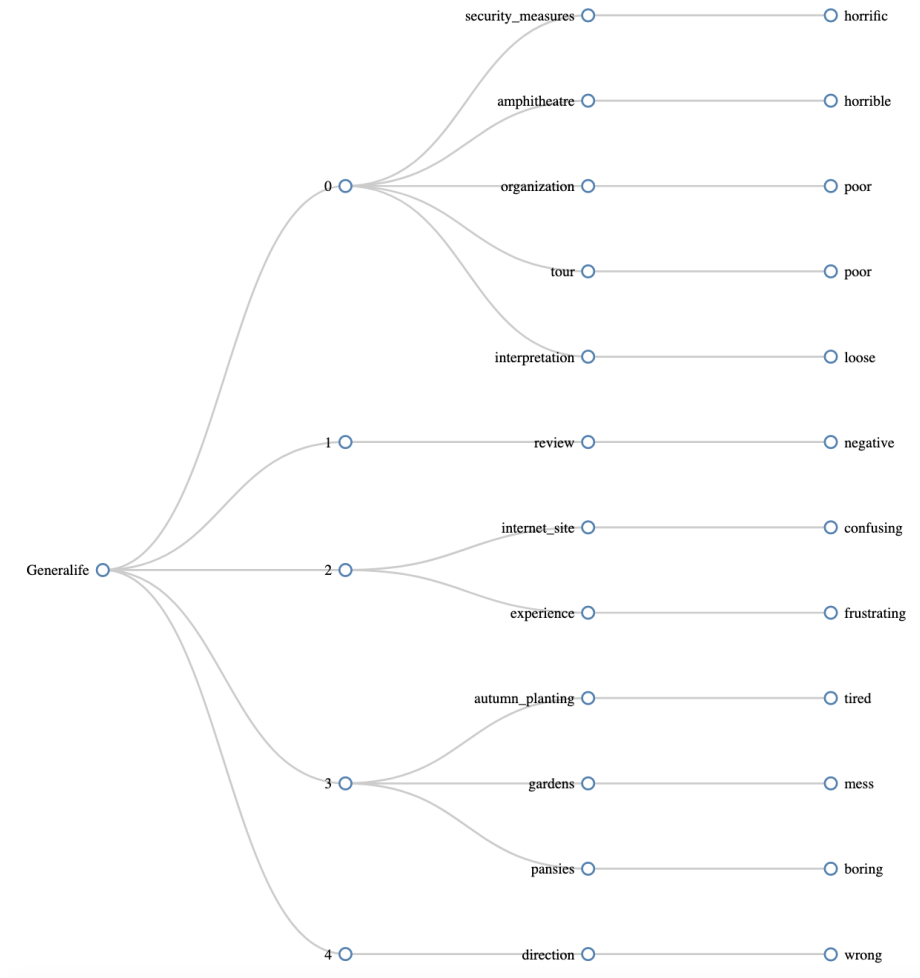 security_measures horrific
amphitheatre horrible
0 organization poor
tour poor
interpretation loose
1 review negative
internet_site confusing
Generalife 2
experience frustrating
autumn_planting tired
3 gardens mess
pansies boring
4 direction wrong